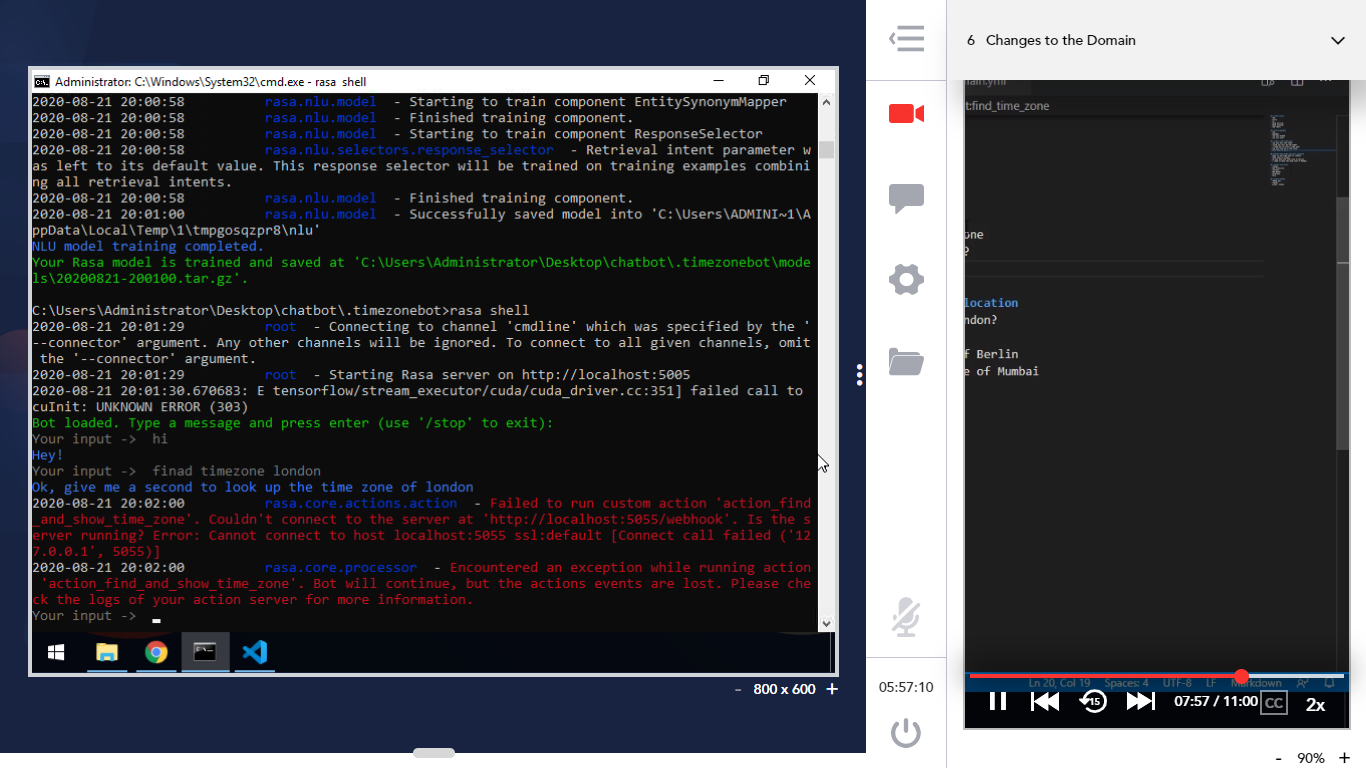 Administrator: C:\Windows\System32\cmd.exe - rasa shell
2020-08-21 20:00:58 rasa.nlu.model - Starting to train component EntitySynonymMapper
2020-08-21 20:00:58 rasa.nlu.model - Finished training component.
2020-08-21 20:00:58 rasa.nlu.model - Starting to train component ResponseSelector
2020-08-21 20:00:58 rasa.nlu.selectors.response_selector - Retrieval intent parameter w
as left to its default value. This response selector will be trained on training examples combini
ng all retrieval intents.
2020-08-21 20:00:58 rasa.nlu.model - Finished training component.
2020-08-21 20:01:00 rasa.nlu.model - Successfully saved model into 'C:\Users\ADMINI~1\A
ppData\Local\Temp\1\tmpgosqzpr8\nlu'
NLU model training completed.
Your Rasa model is trained and saved at 'C:\Users\Administrator\Desktop\chatbot\.timezonebot\mode
ls\20200821-200100.tar.gz'.
C:\Users\Administrator\Desktop\chatbot\.timezonebot>rasa shell
2020-08-21 20:01:29 root - Connecting to channel 'cmdline' which was specified by the '
--connector' argument. Any other channels will be ignored. To connect to all given channels, omit
the '--connector' argument.
2020-08-21 20:01:29 root - Starting Rasa server on http://localhost:5005
2020-08-21 20:01:30.670683: E tensorflow/stream_executor/cuda/cuda_driver.cc:351] failed call to
cuInit: UNKNOWN ERROR (303)
Bot loaded. Type a message and press enter (use '/stop' to exit):
Your input -> hi
Hey!
Your input -> finad timezone london
Ok, give me a second to look up the time zone of london
2020-08-21 20:02:00 rasa.core.actions.action - Failed to run custom action 'action_find
_and_show_time_zone'. Couldn't connect to the server at 'http://localhost:5055/webhook'. Is the s
erver running? Error: Cannot connect to host localhost:5055 ssl:default [Connect call failed ('12
7.0.0.1', 5055)]
2020-08-21 20:02:00 rasa.core.processor - Encountered an exception while running action
'action_find_and_show_time_zone'. Bot will continue, but the actions events are lost. Please che
ck the logs of your action server for more information.
Your input ->
- 800 x 600 +
05:57:10
6 Changes to the Domain
main.yml
t:find_time_zone
one
?
location
ndon?
f Berlin
e of Mumbai
Ln 20, Col 19 Spaces: 4 UTF-8 LF Markdown
15
07:57 / 11:00 CC 2x
- 90% +